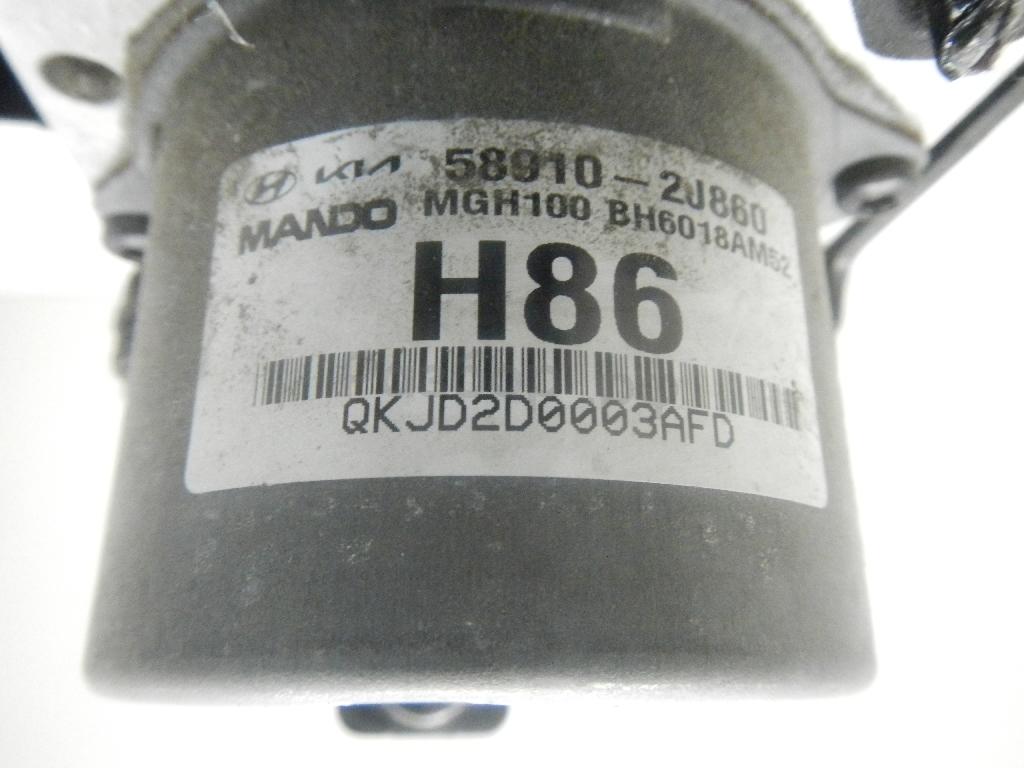 KIA 58910-2J860
MANDO MGH100 BH6018AM52
H86
QKJD2D0003AFD